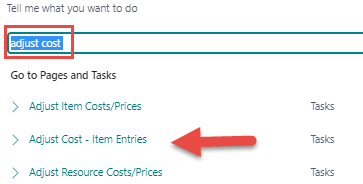 Tell me what you want to do
adjust cost
Go to Pages and Tasks
Adjust Item Costs/Prices Tasks
Adjust Cost - Item Entries Tasks
Adjust Resource Costs/Prices Tasks